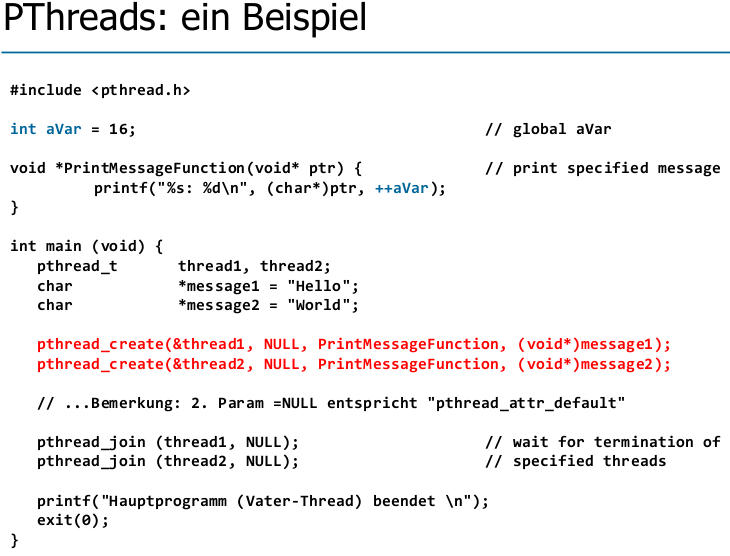 PThreads: ein Beispiel
#include <pthread.h>
int aVar = 16; // global aVar
void *PrintMessageFunction(void* ptr) { // print specified message
printf("%s: %d\n", (char*)ptr, ++aVar);
}
int main (void) {
pthread_t thread1, thread2;
char *message1 = "Hello";
char *message2 = "World";
pthread_create(&thread1, NULL, PrintMessageFunction, (void*)message1);
pthread_create(&thread2, NULL, PrintMessageFunction, (void*)message2);
// ...Bemerkung: 2. Param =NULL entspricht "pthread_attr_default"
pthread_join (thread1, NULL); // wait for termination of
pthread_join (thread2, NULL); // specified threads
printf("Hauptprogramm (Vater-Thread) beendet \n");
exit(0);
}